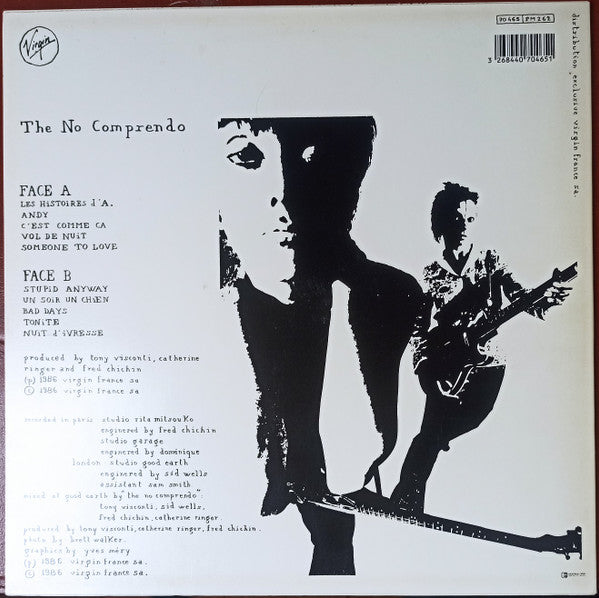 Virgin
70465 PM 262
3 268440 704651
distribution exclusive virgin france sa.
The No Comprendo
FACE A
LES HISTOIRES d'A.
ANDY
C'EST COMME CA
VOL DE NUIT
SOMEONE TO LOVE
FACE B
STUPID ANYWAY
UN SOIR UN CHIEN
BAD DAYS
TONITE
NUIT d'IVRESSE
produced by tony visconti, catherine
ringer and fred chichin
(p) 1986 virgin france sa
© 1986 virgin france sa.
recorded in paris: studio rita mitsouko
engineered by fred chichin
studio garage
engineered by dominique
london: studio good earth
engineered by sid wells
assistant sam smith.
mixed at good earth by "the no comprendo":
tony visconti, sid wells,
fred chichin, catherine ringer.
produced by tony visconti, catherine ringer, fred chichin.
photo by brett walker.
graphics by yves méry
(p) 1986 virgin france sa.
© 1986 virgin france sa.